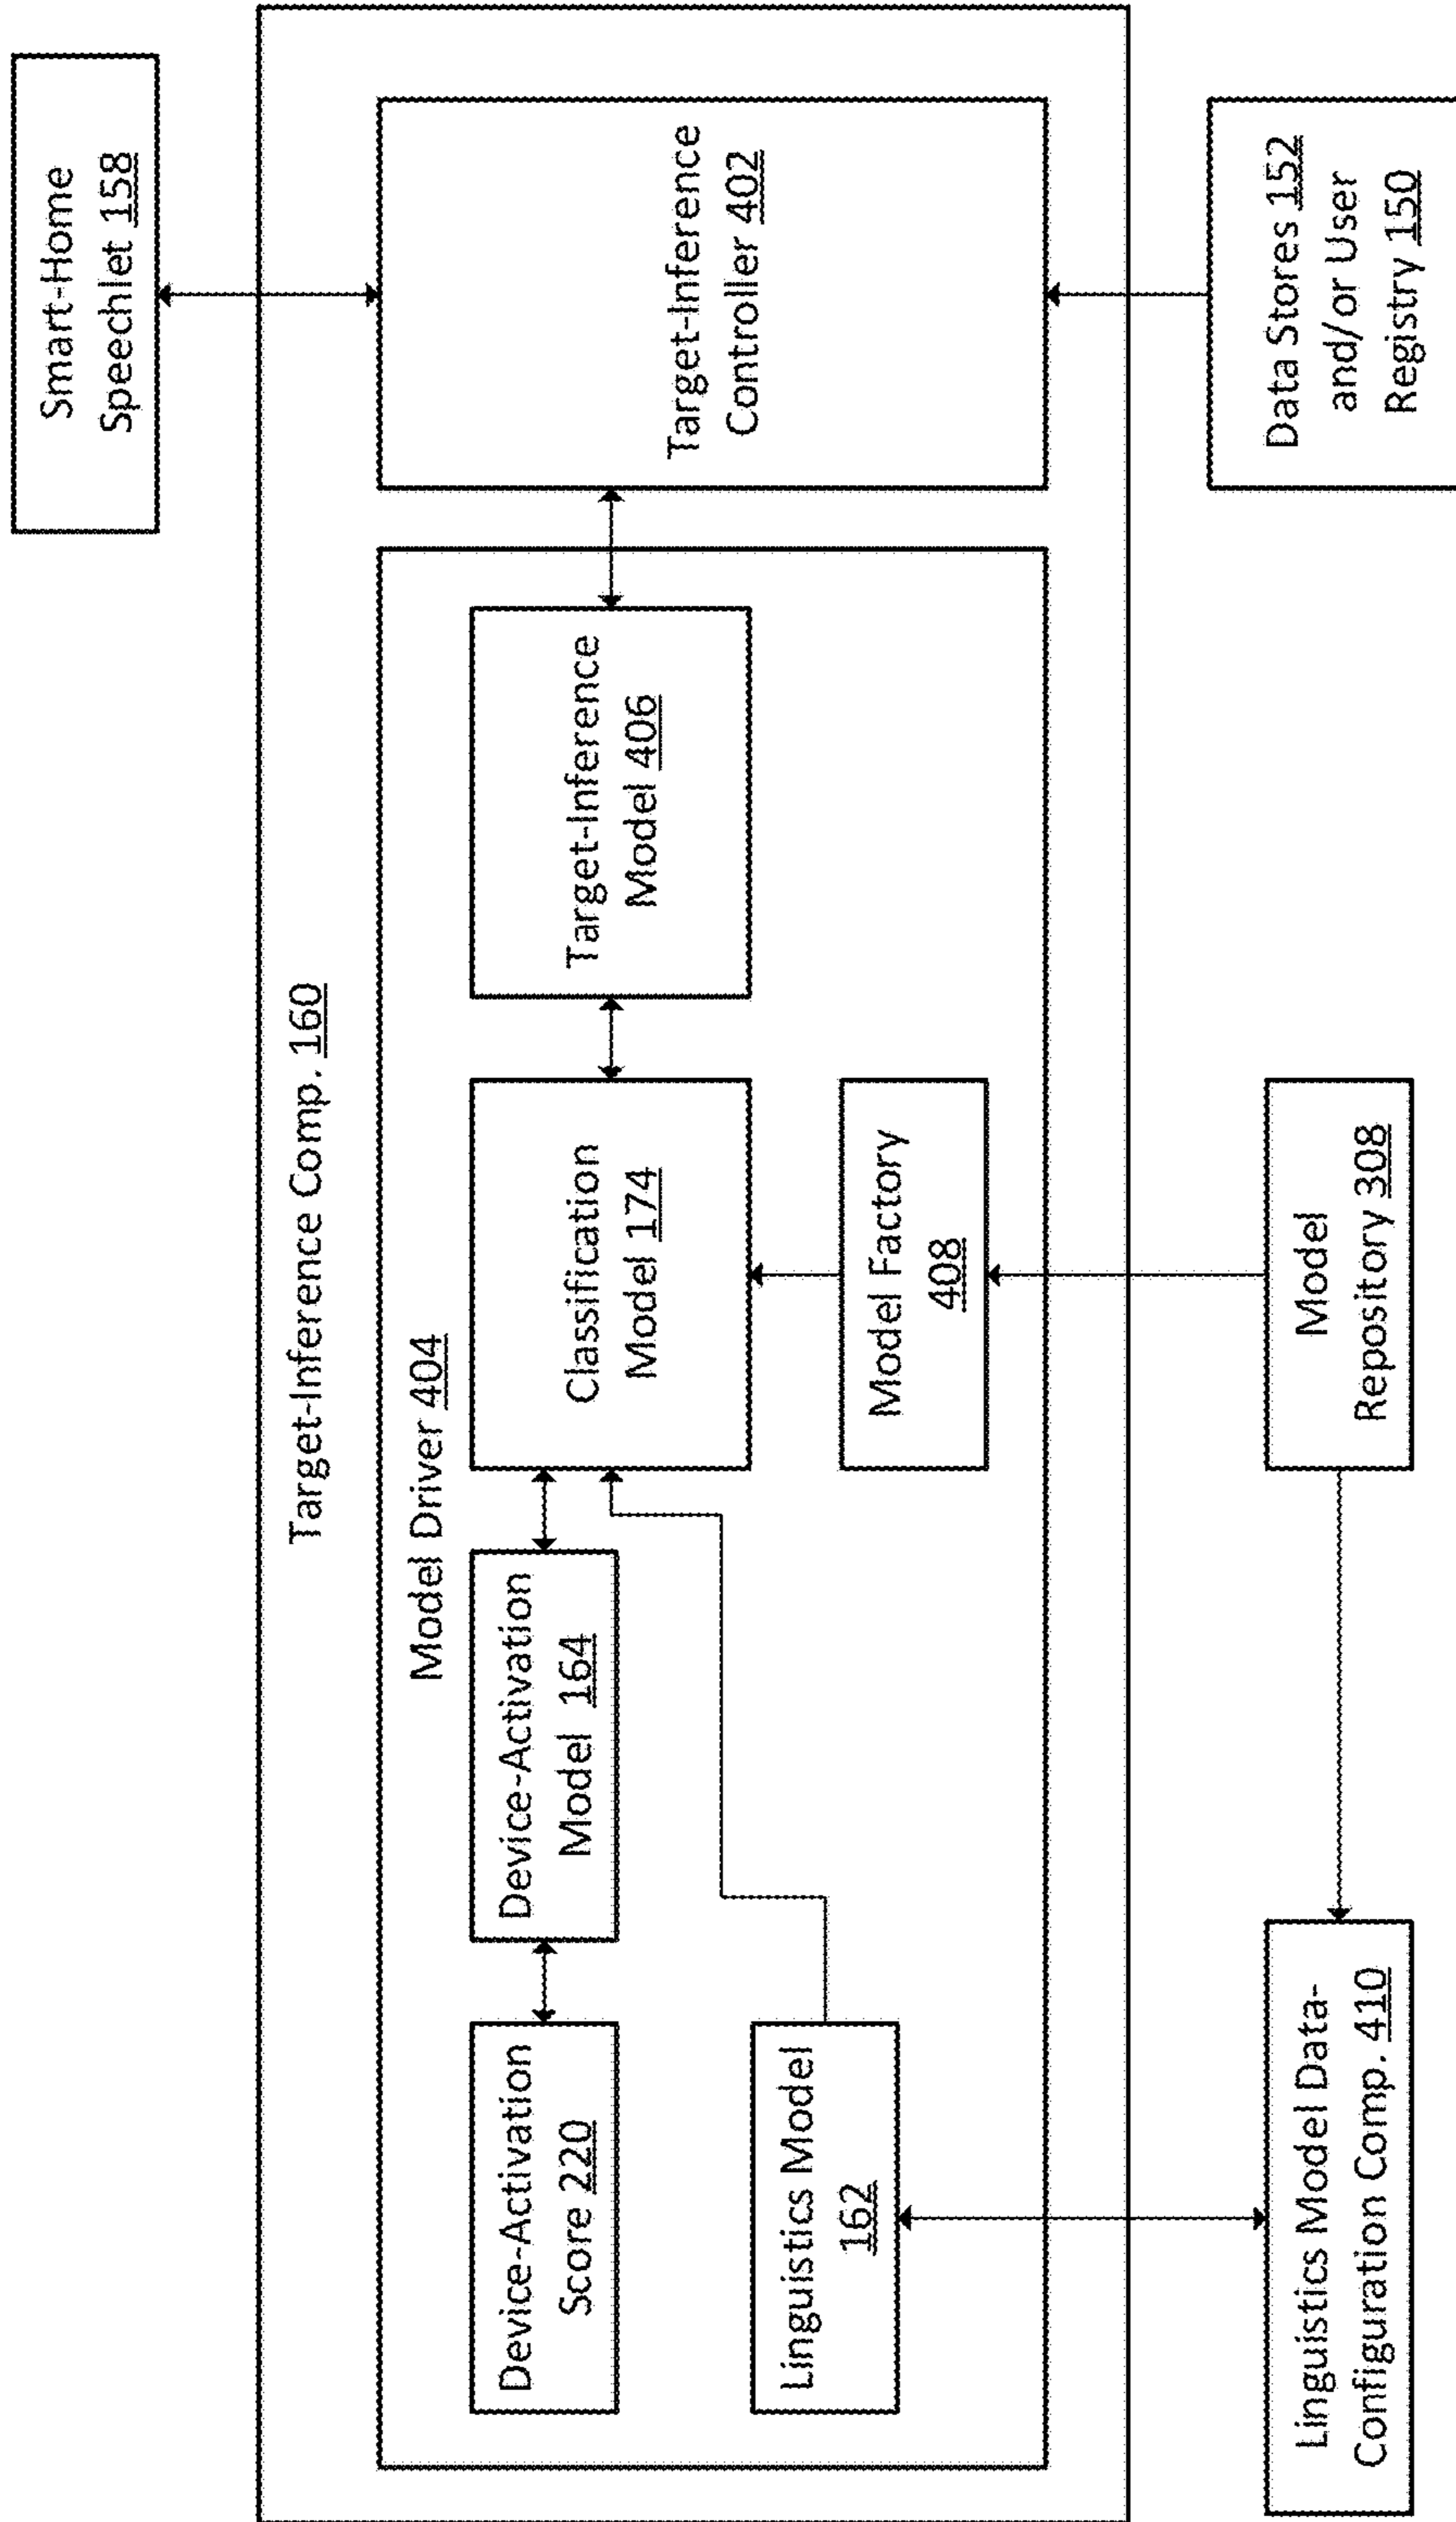 Smart-Home
Speechlet 158
Target-Inference Comp. 160
Model Driver 404
Device-Activation
Score 220
Device-Activation
Model 164
Classification
Model 174
Target-Inference
Model 406
Target-Inference
Controller 402
Linguistics Model
162
Model Factory
408
Linguistics Model Data-
Configuration Comp. 410
Model
Repository 308
Data Stores 152
and/or User
Registry 150